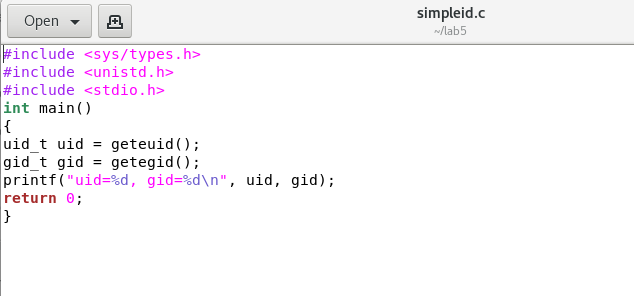 Open
simpleid.c
~/lab5
#include <sys/types.h>
#include <unistd.h>
#include <stdio.h>
int main()
{
uid_t uid = geteuid();
gid_t gid = getegid();
printf("uid=%d, gid=%d\n", uid, gid);
return 0;
}